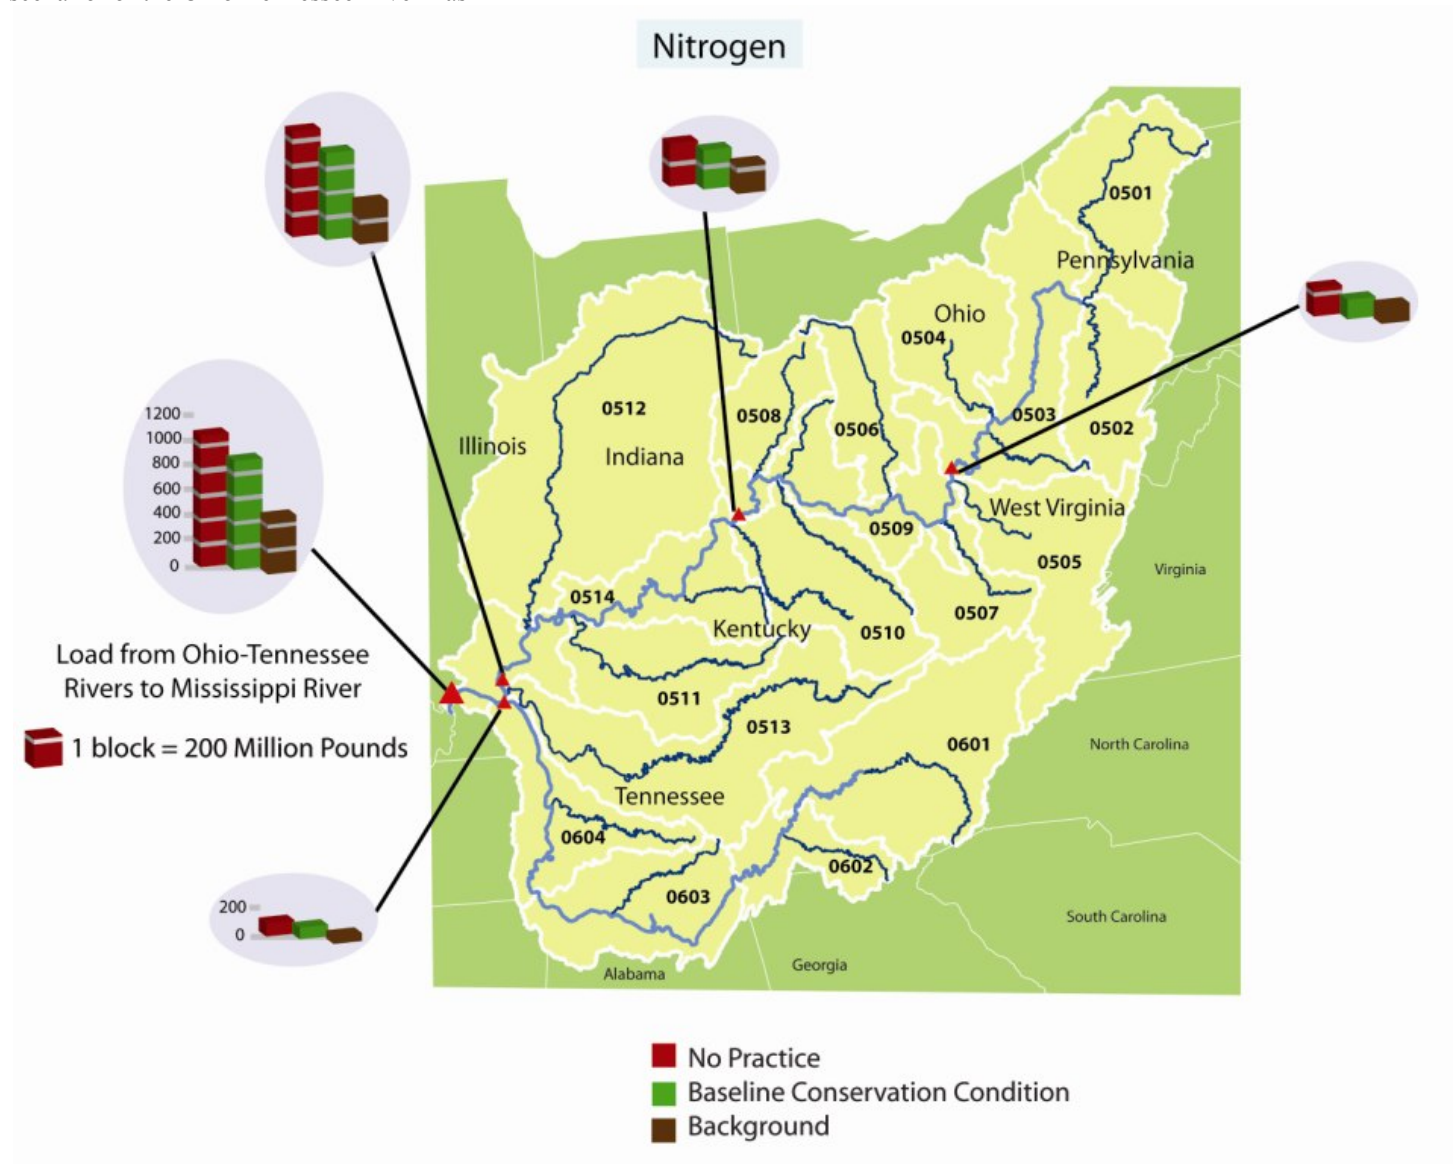 Nitrogen
0501
Pennsylvania
Ohio
0504
0512
0508
0506
0503
0502
Illinois
Indiana
West Virginia
0509
0505
Virginia
0514
0507
Kentucky
0510
0511
0513
0601
North Carolina
Tennessee
0604
0602
0603
South Carolina
Alabama
Georgia
1200
1000
800
600
400
200
0
Load from Ohio-Tennessee
Rivers to Mississippi River
1 block = 200 Million Pounds
200
0
No Practice
Baseline Conservation Condition
Background